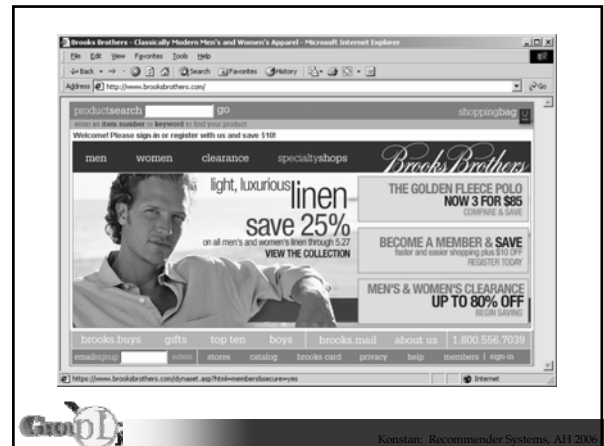 Brooks Brothers - Classically Modern Men's and Women's Apparel - Microsoft Internet Explorer
File Edit View Favorites Tools Help
Back Search Favorites History
Address http://www.brooksbrothers.com/ Go
productsearch go shoppingbag
enter an item number or keyword to find your product
Welcome! Please sign-in or register with us and save $10!
men women clearance specialtyshops Brooks Brothers
light, luxurious linen
save 25%
on all men's and women's linen through 5.27
VIEW THE COLLECTION
THE GOLDEN FLEECE POLO
NOW 3 FOR $85
COMPARE & SAVE
BECOME A MEMBER & SAVE
faster and easier shopping plus $10 OFF
REGISTER TODAY
MEN'S & WOMEN'S CLEARANCE
UP TO 80% OFF
BEGIN SAVING
brooks.buys gifts top ten boys brooks.mail about us 1.800.556.7039
emailsignup submit stores catalog brooks card privacy help members | sign-in
https://www.brooksbrothers.com/dynaset.asp?html=members&secure=yes Internet
Konstan: Recommender Systems, AH 2006